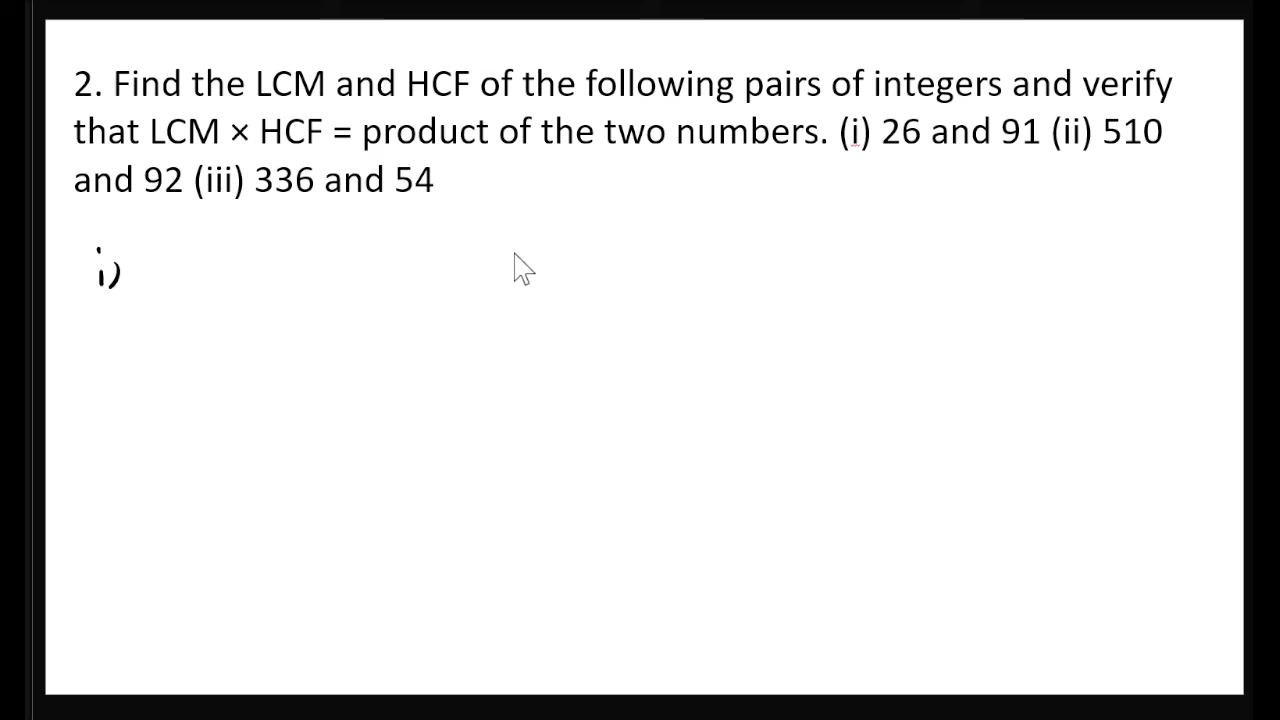 2. Find the LCM and HCF of the following pairs of integers and verify
that LCM × HCF = product of the two numbers. (i) 26 and 91 (ii) 510
and 92 (iii) 336 and 54
i)